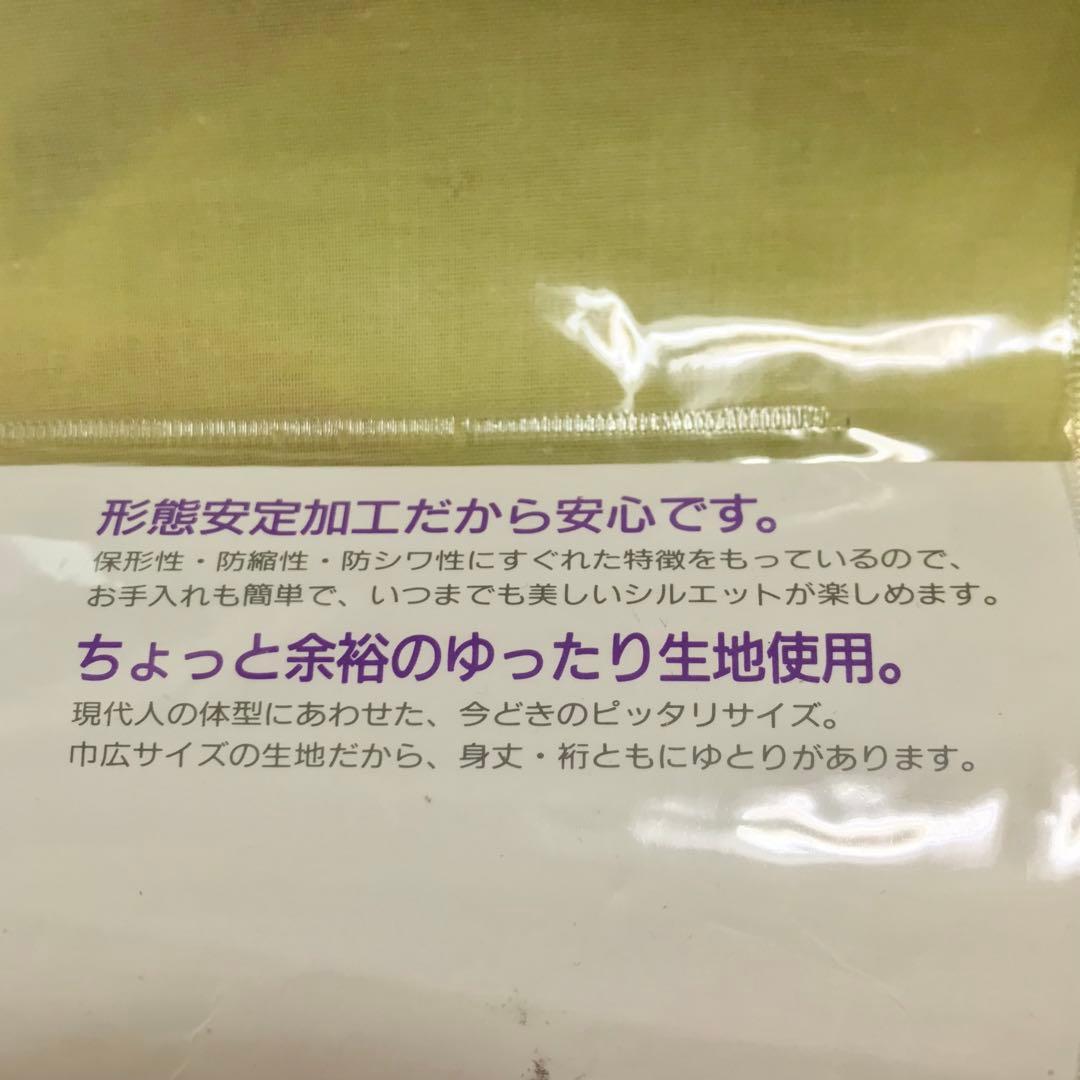 形態安定加工だから安心です。
保形性・防縮性・防シワ性にすぐれた特徴をもっているので、
お手入れも簡単で、いつまでも美しいシルエットが楽しめます。
ちょっと余裕のゆったり生地使用。
現代人の体型にあわせた、今どきのピッタリサイズ。
巾広サイズの生地だから、身丈・裄ともにゆとりがあります。